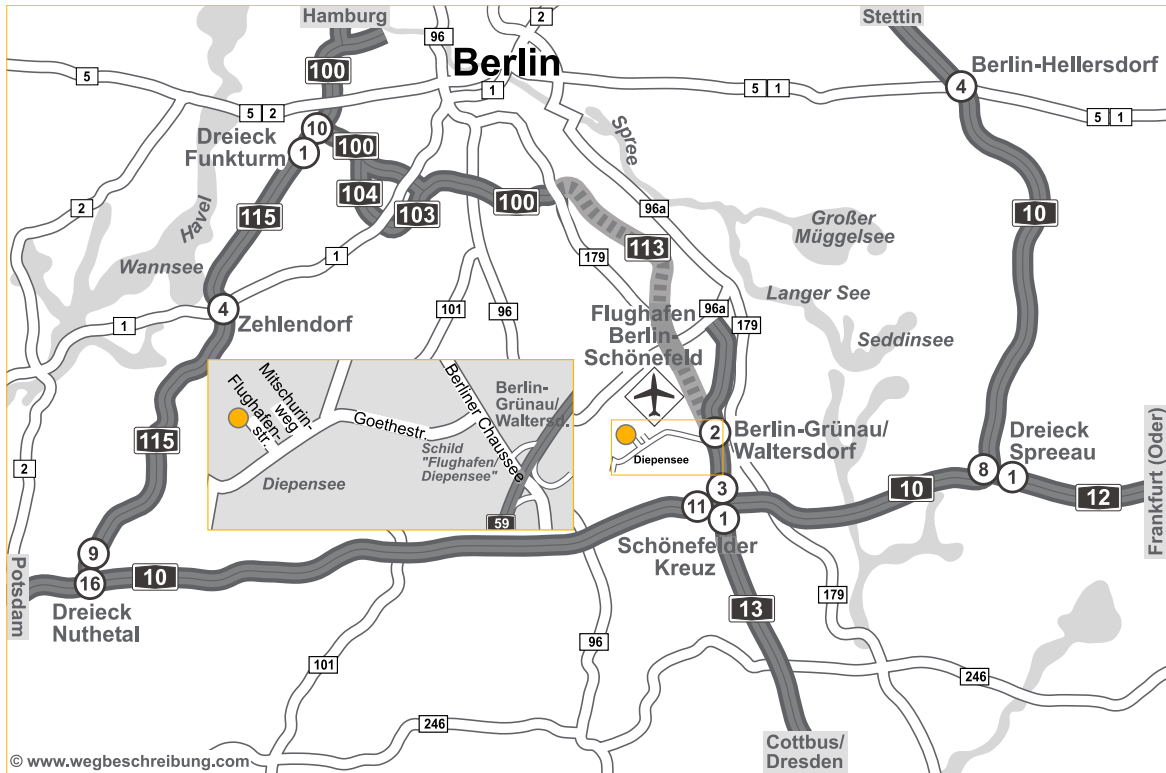 Hamburg
Stettin
2
96
Berlin
Berlin-Hellersdorf
100
5
4
1
5 2
5 1
5 1
10
Dreieck
Funkturm
1
100
Spree
104
103
100
2
115
Havel
96a
10
Großer
Müggelsee
113
Wannsee
1
179
Langer See
4
Zehlendorf
1
101
96
96a
179
Flughafen
Berlin-
Schönefeld
Seddinsee
Mitschurin-
weg
Flughafen-
str.
Goethestr.
Berliner Chaussee
Berlin-
Grünau/
Waltersd.
Schild
"Flughafen/
Diepensee"
Diepensee
59
2
Berlin-Grünau/
Waltersdorf
Diepensee
Dreieck
Spreeau
115
2
8
1
10
12
Frankfurt (Oder)
3
11
1
Schönefelder
Kreuz
9
16
10
Potsdam
Dreieck
Nuthetal
13
179
96
101
246
246
Cottbus/
Dresden
© www.wegbeschreibung.com